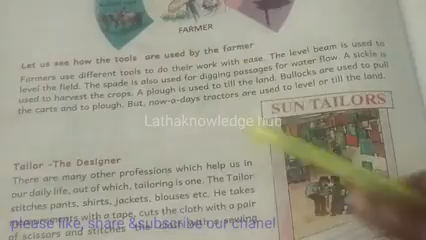 FARMER
Let us see how the tools are used by the farmer
Farmers use different tools to do their work with ease. The level beam is used to
level the field. The spade is also used for digging passages for water flow. A sickle is
used to harvest the crops. A plough is used to till the land. Bullocks are used to pull
the carts and to plough. But, now-a-days tractors are used to level or till the land.
Lathaknowledge hub
SUN TAILORS
Tailor -The Designer
There are many other professions which help us in
our daily life, out of which, tailoring is one. The Tailor
stitches pants, shirts, jackets, blouses etc. He takes
measurements with a tape, cuts the cloth with a pair
please like, share &subscribe our chanel
of scissors and stitches the cloth with a sewing